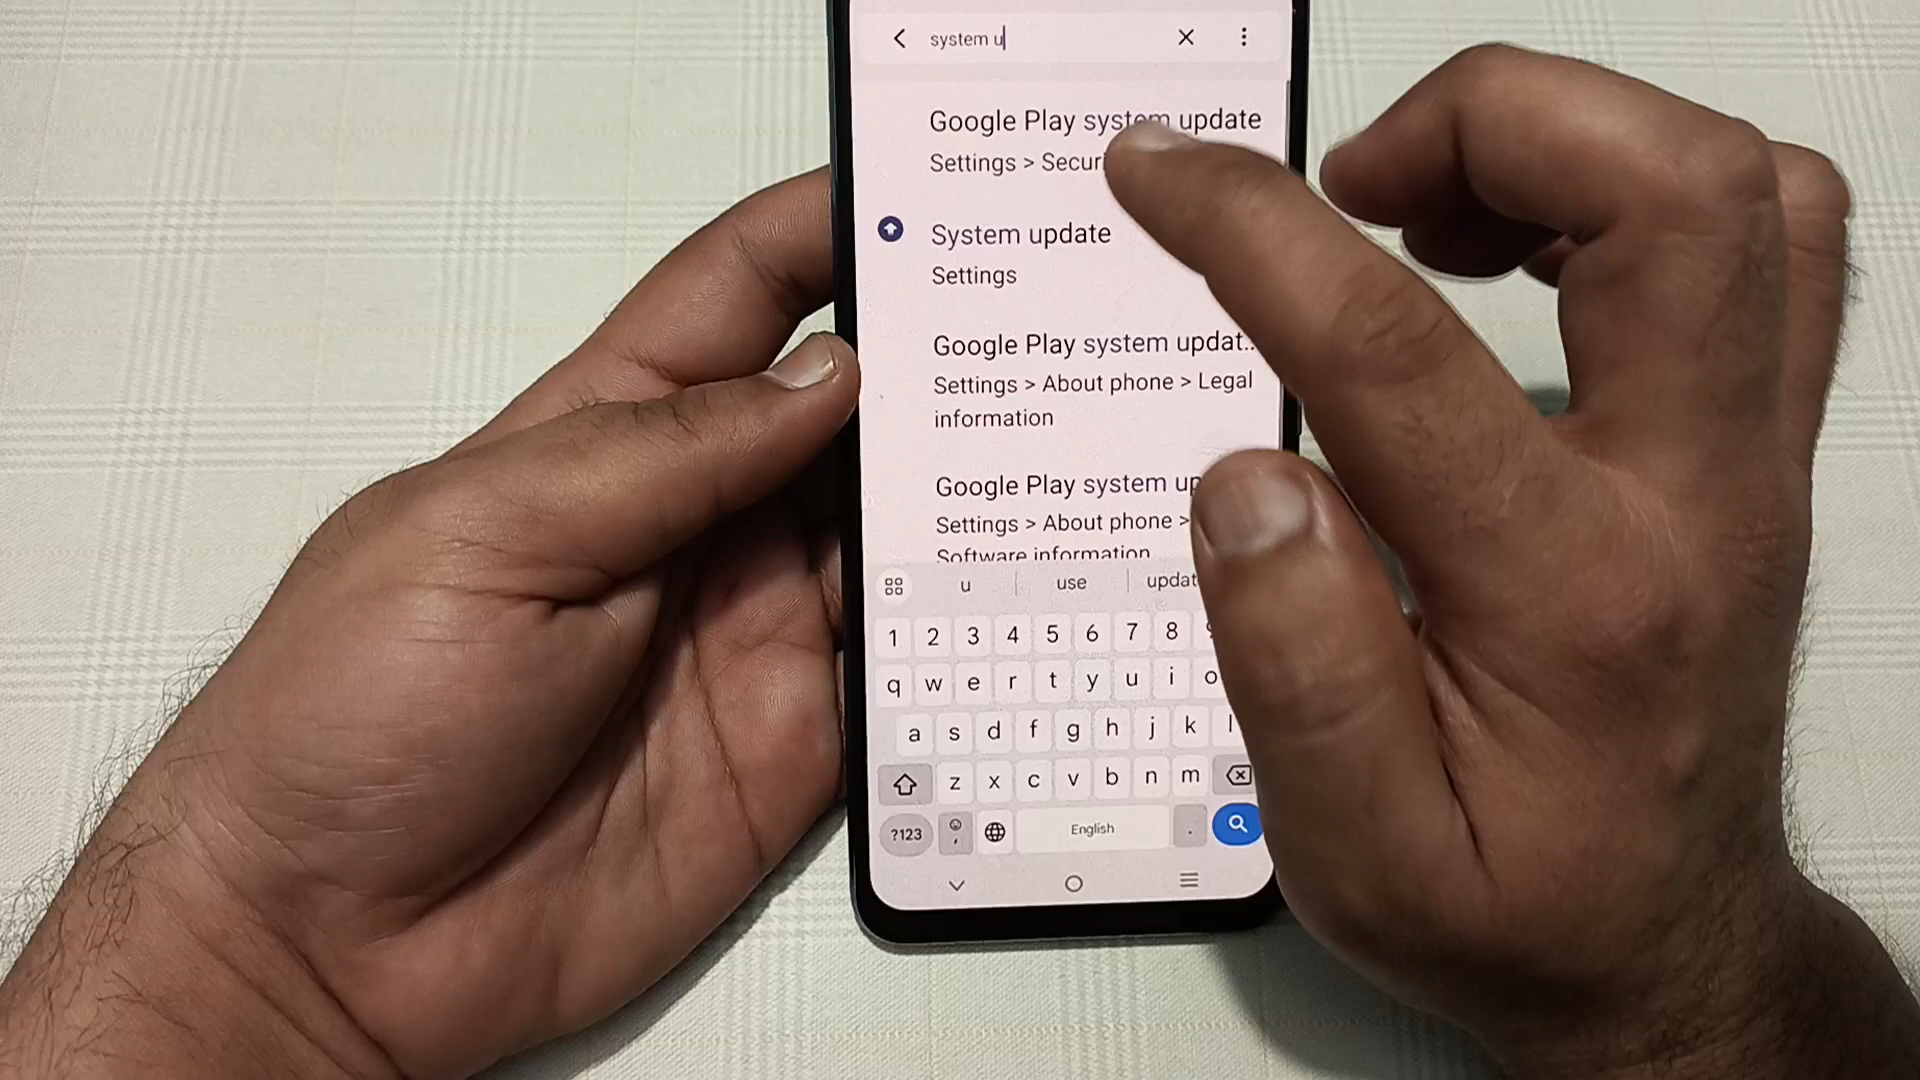 system u
Google Play system update
Settings > Securi
System update
Settings
Google Play system updat..
Settings > About phone > Legal
information
Google Play system up
Settings > About phone >
Software information
u use updat
1 2 3 4 5 6 7 8
q w e r t y u i o
a s d f g h j k l
z x c v b n m
?123 , English .